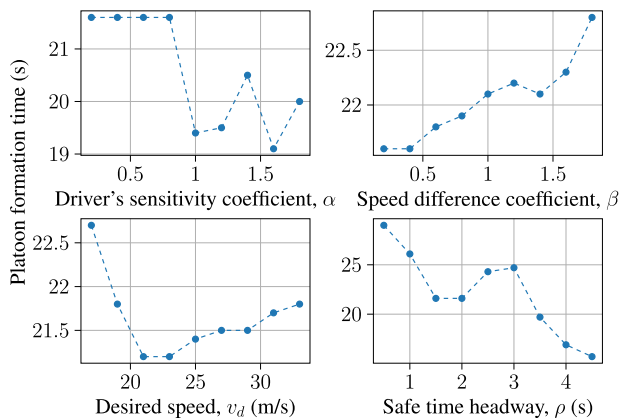 Platoon formation time (s)
21
20
19
0.5 1 1.5
Driver's sensitivity coefficient, α
22.5
22
0.5 1 1.5
Speed difference coefficient, β
22.5
22
21.5
20 25 30
Desired speed, v_d (m/s)
25
20
1 2 3 4
Safe time headway, ρ (s)